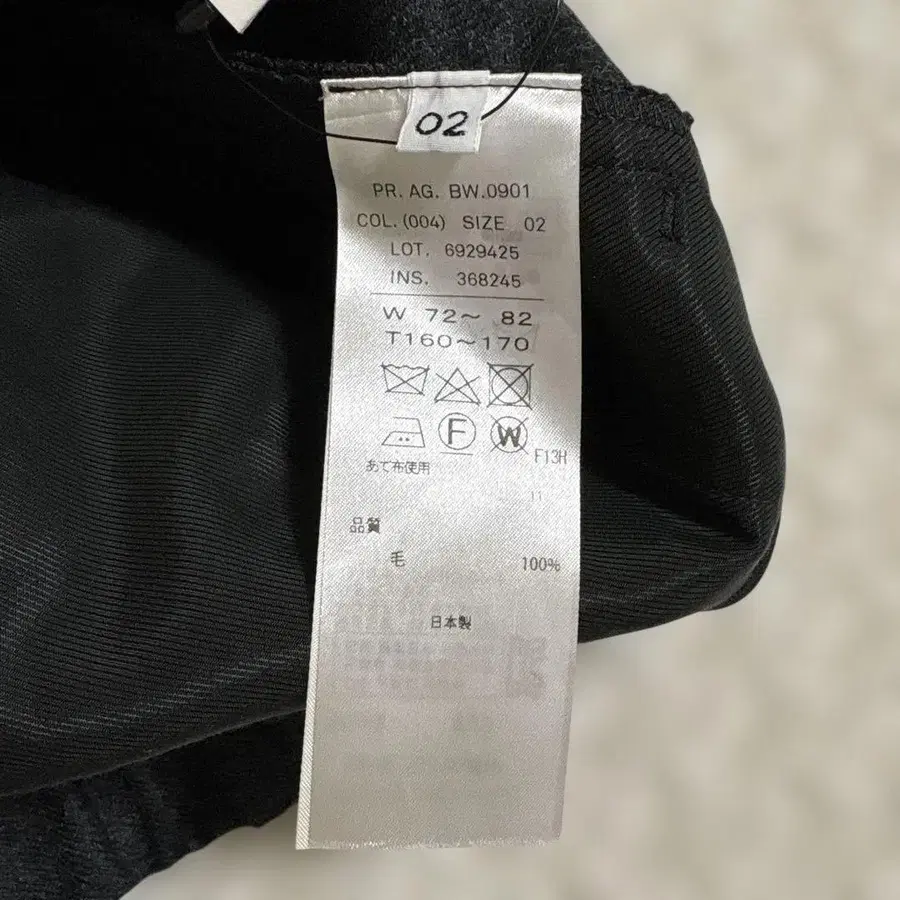 02
PR. AG. BW.0901
COL.(004) SIZE 02
LOT. 6929425
INS. 368245
W 72～ 82
T160～170
F W F13H
あて布使用
11
品質
毛 100%
日本製